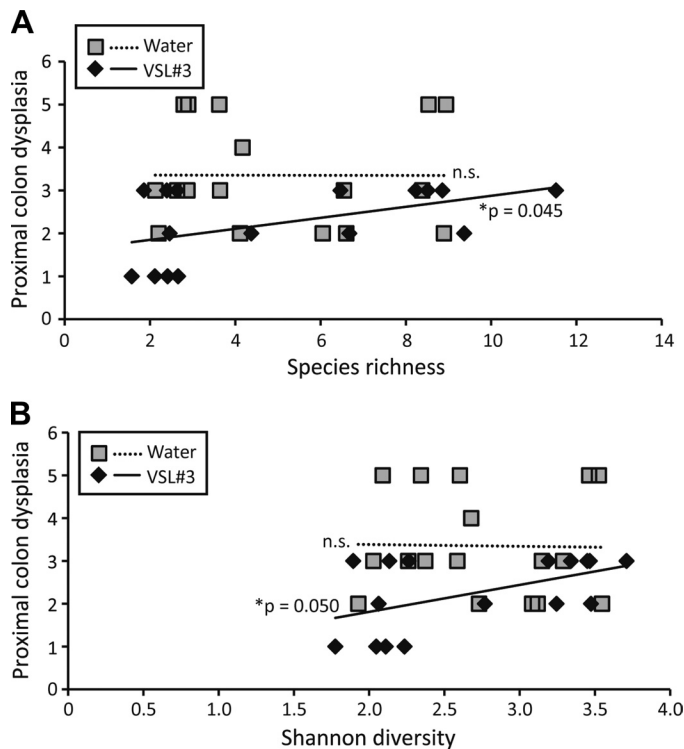 A
Water
VSL#3
Proximal colon dysplasia
6
5
4
3
2
1
0
n.s.
*p = 0.045
0
2
4
6
8
10
12
14
Species richness
B
Water
VSL#3
Proximal colon dysplasia
6
5
4
3
2
1
0
n.s.
*p = 0.050
0
0.5
1.0
1.5
2.0
2.5
3.0
3.5
4.0
Shannon diversity